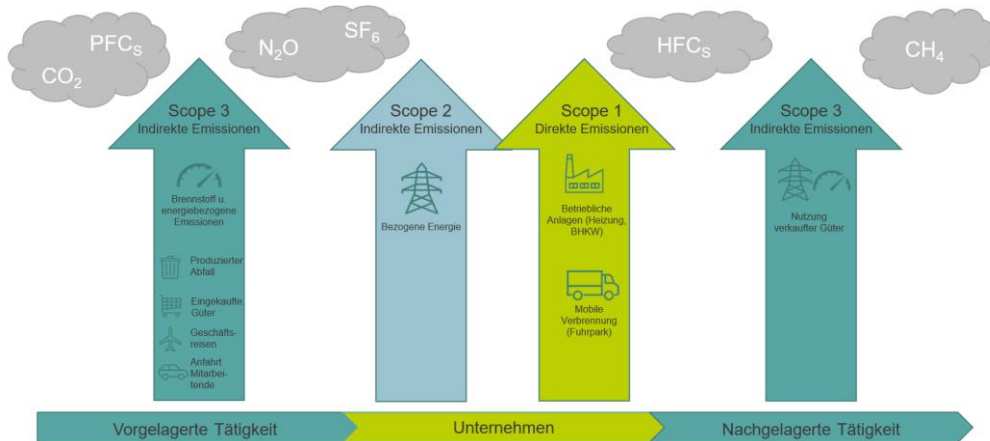 PFCs
CO2
N2O
SF6
HFCs
CH4
Scope 3
Indirekte Emissionen
Brennstoff u.
energiebezogene
Emissionen
Produzierter
Abfall
Eingekaufte
Güter
Geschäfts-
reisen
Anfahrt
Mitarbei-
tende
Scope 2
Indirekte Emissionen
Bezogene Energie
Scope 1
Direkte Emissionen
Betriebliche
Anlagen (Heizung,
BHKW)
Mobile
Verbrennung
(Fuhrpark)
Scope 3
Indirekte Emissionen
Nutzung
verkaufter Güter
Vorgelagerte Tätigkeit
Unternehmen
Nachgelagerte Tätigkeit